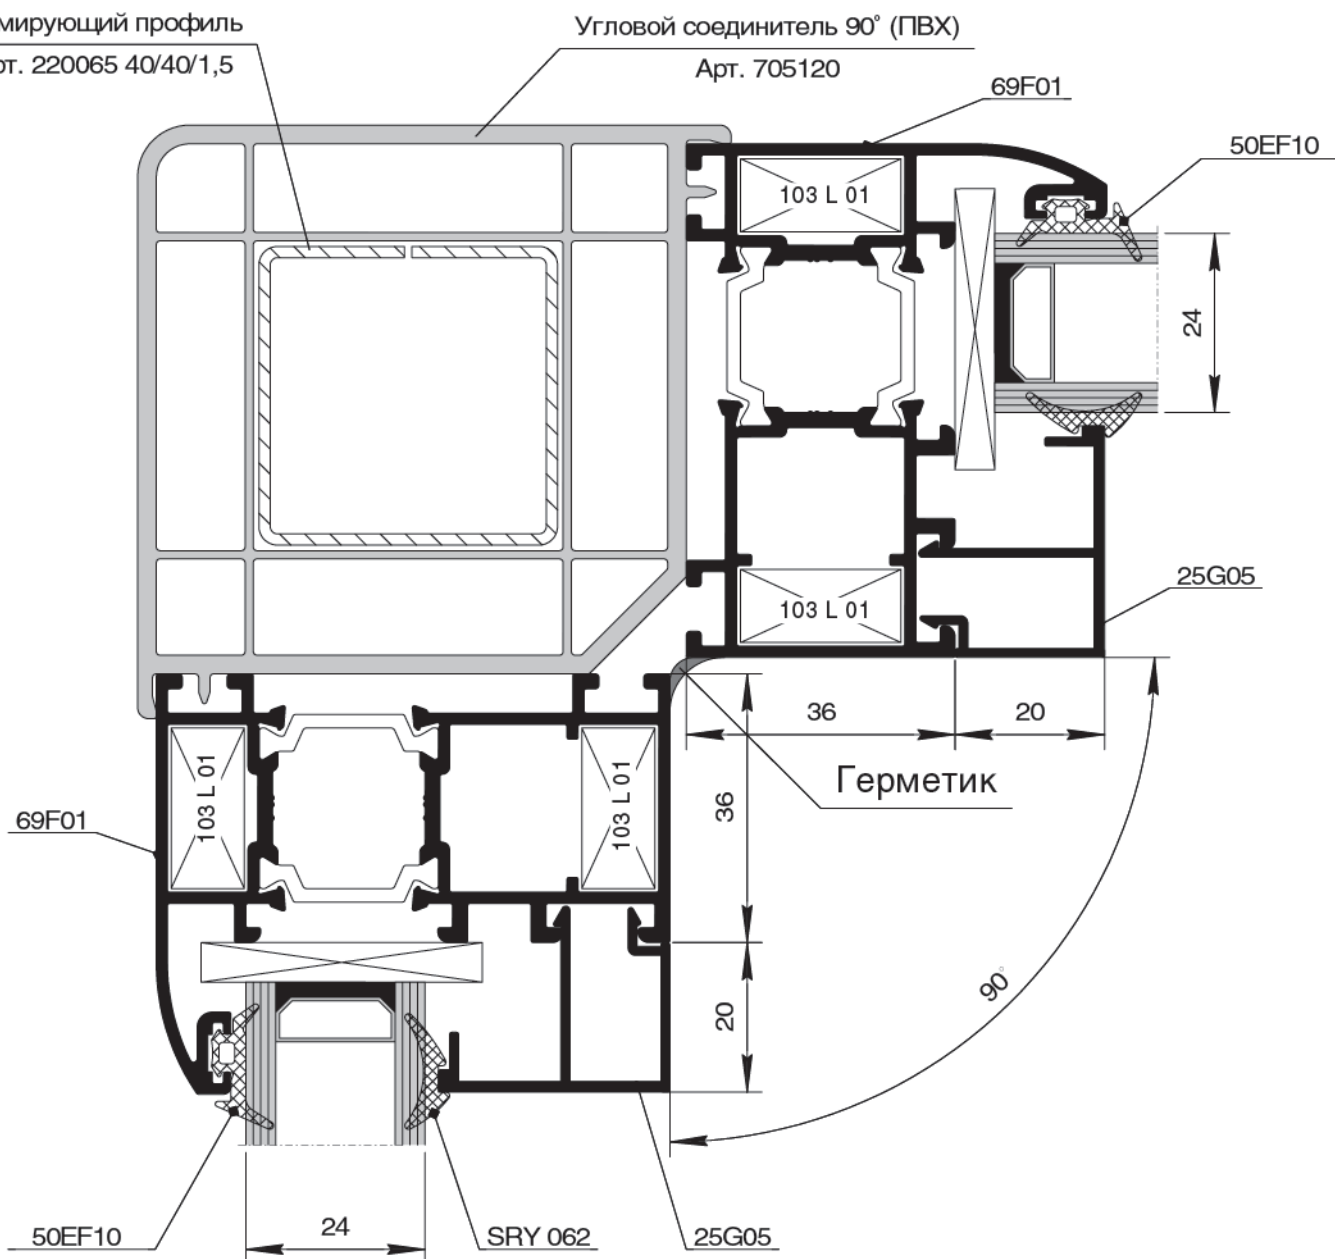 мирующий профиль
рт. 220065 40/40/1,5
Угловой соединитель 90° (ПВХ)
Арт. 705120
69F01
50EF10
103 L 01
24
25G05
103 L 01
36
20
Герметик
36
103 L 01
103 L 01
69F01
90°
20
24
50EF10
SRY 062
25G05